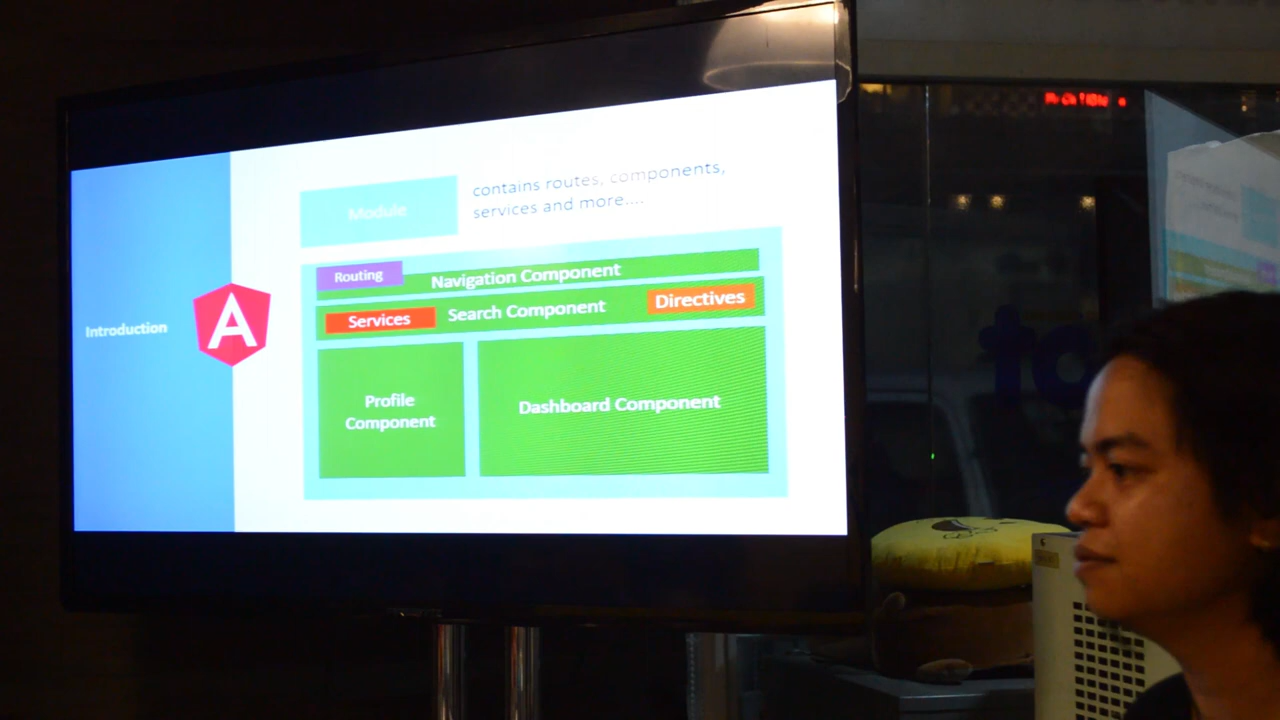 Introduction
A
Module
contains routes, components,
services and more....
Routing
Navigation Component
Services
Search Component
Directives
Profile
Component
Dashboard Component